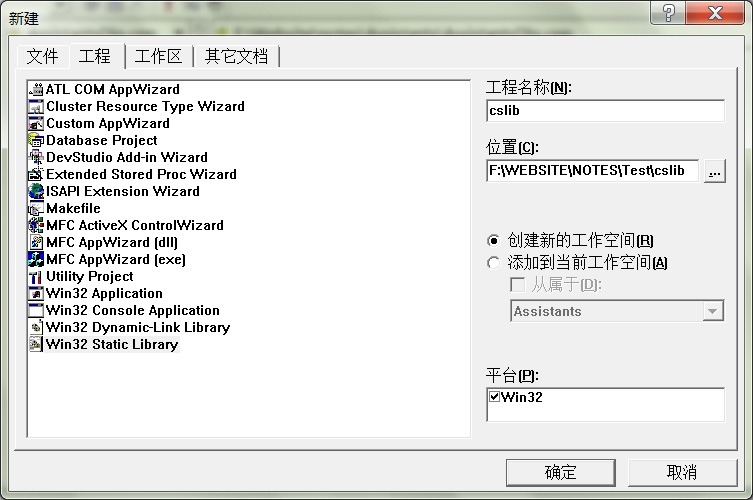 新建
文件 工程 工作区 其它文档
ATL COM AppWizard
Cluster Resource Type Wizard
Custom AppWizard
Database Project
DevStudio Add-in Wizard
Extended Stored Proc Wizard
ISAPI Extension Wizard
Makefile
MFC ActiveX ControlWizard
MFC AppWizard (dll)
MFC AppWizard (exe)
Utility Project
Win32 Application
Win32 Console Application
Win32 Dynamic-Link Library
Win32 Static Library
工程名称(N):
cslib
位置(C):
F:\WEBSITE\NOTES\Test\cslib ...
创建新的工作空间(R)
添加到当前工作空间(A)
从属于(D):
Assistants
平台(P):
Win32
确定 取消